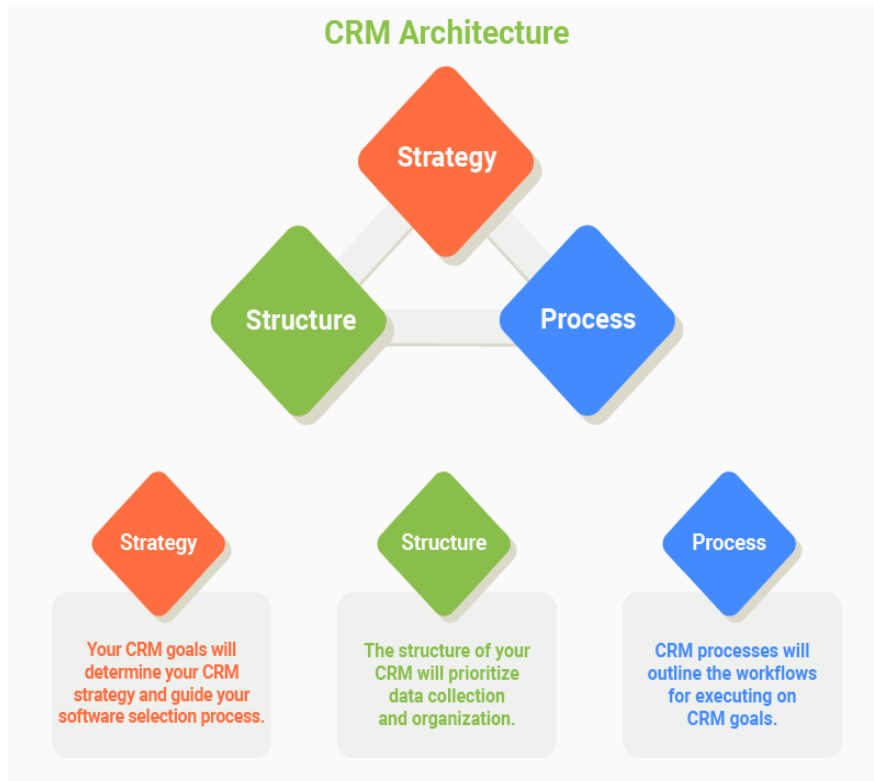 CRM Architecture
Strategy
Structure
Process
Strategy
Your CRM goals will
determine your CRM
strategy and guide your
software selection process.
Structure
The structure of your
CRM will prioritize
data collection
and organization.
Process
CRM processes will
outline the workflows
for executing on
CRM goals.